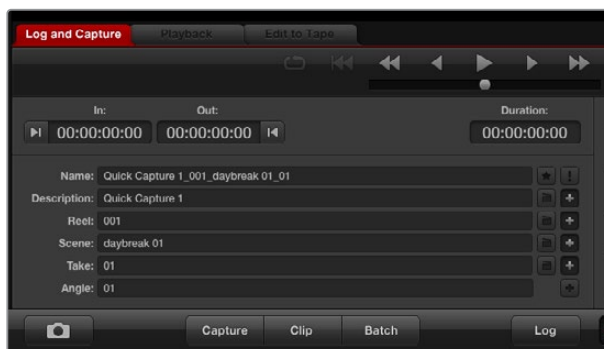 Log and Capture Playback Edit to Tape
In: Out: Duration:
00:00:00:00 00:00:00:00 00:00:00:00
Name: Quick Capture 1_001_daybreak 01_01
Description: Quick Capture 1
Reel: 001
Scene: daybreak 01
Take: 01
Angle: 01
Capture Clip Batch Log